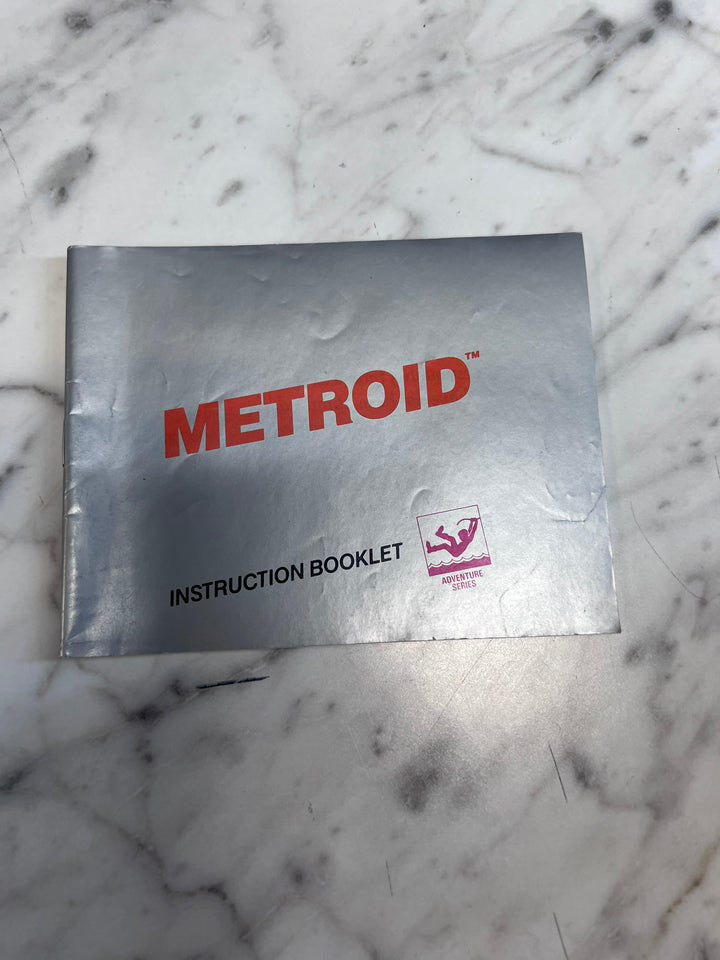 METROID™
INSTRUCTION BOOKLET
ADVENTURE
SERIES